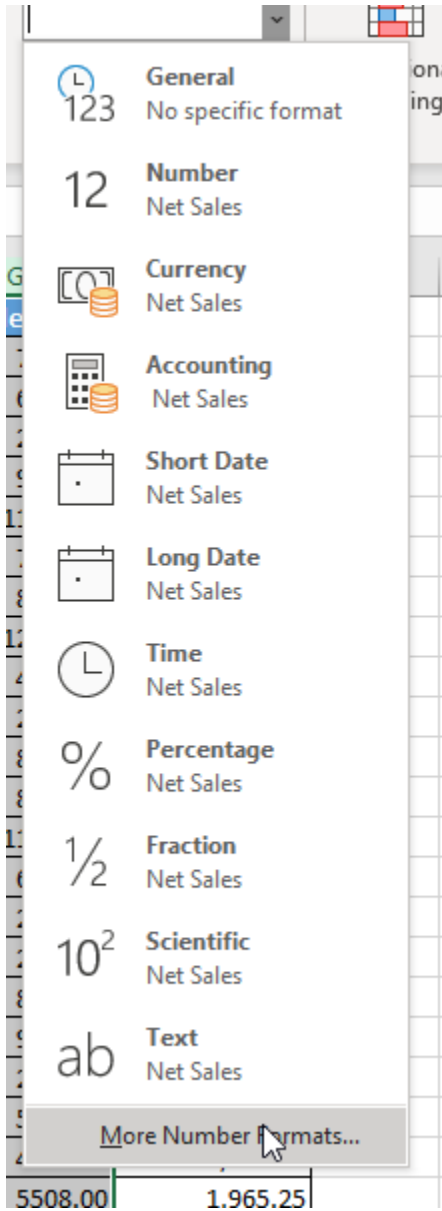 General
123
No specific format
12
Number
Net Sales
Currency
Net Sales
Accounting
Net Sales
Short Date
Net Sales
Long Date
Net Sales
Time
Net Sales
%
Percentage
Net Sales
½
Fraction
Net Sales
10²
Scientific
Net Sales
ab
Text
Net Sales
More Number Formats...
5508.00 1,965.25